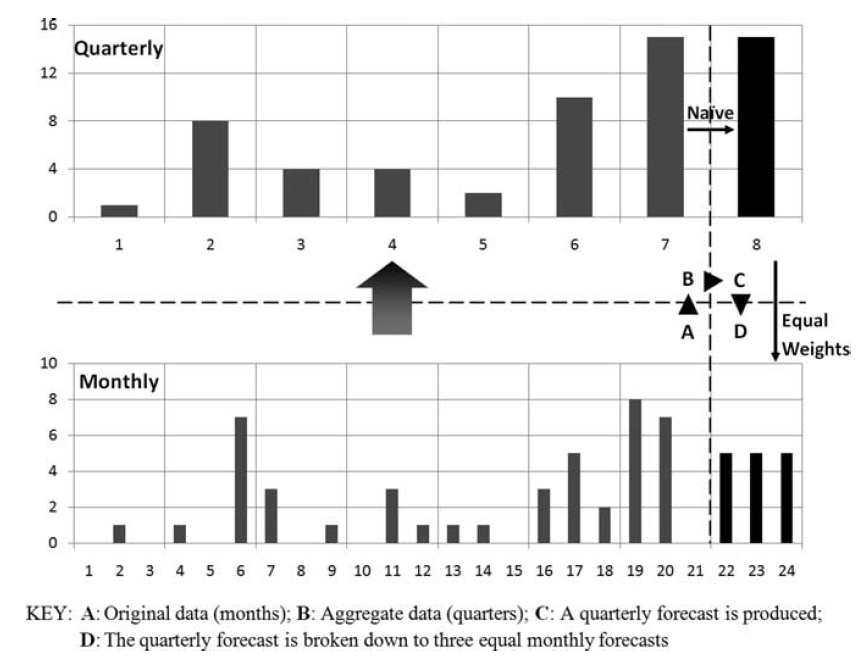 16
Quarterly
12
8
Naïve
4
0
1 2 3 4 5 6 7 8
B C
A D
Equal
Weights
10
Monthly
8
6
4
2
0
1 2 3 4 5 6 7 8 9 10 11 12 13 14 15 16 17 18 19 20 21 22 23 24
KEY: A: Original data (months); B: Aggregate data (quarters); C: A quarterly forecast is produced;
D: The quarterly forecast is broken down to three equal monthly forecasts